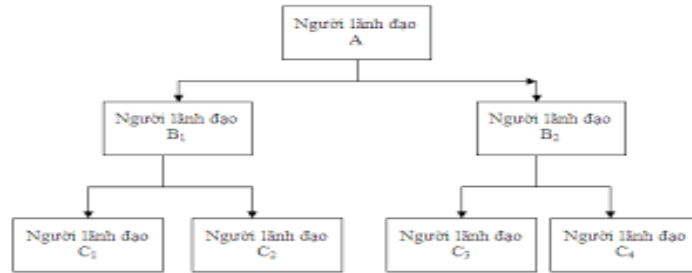 Người lãnh đạo
A
Người lãnh đạo
B₁
Người lãnh đạo
B₂
Người lãnh đạo
C₁
Người lãnh đạo
C₂
Người lãnh đạo
C₃
Người lãnh đạo
C₄